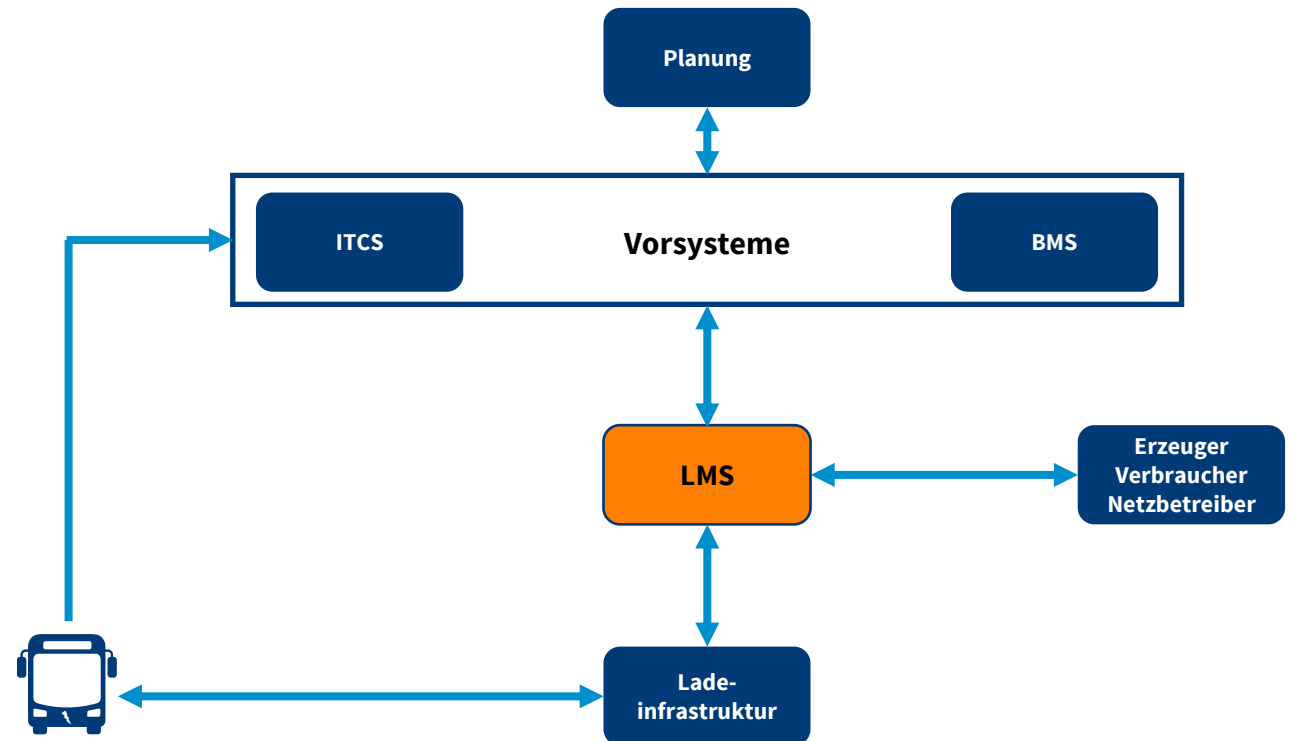 Planung
ITCS
Vorsysteme
BMS
LMS
Erzeuger
Verbraucher
Netzbetreiber
Lade-
infrastruktur